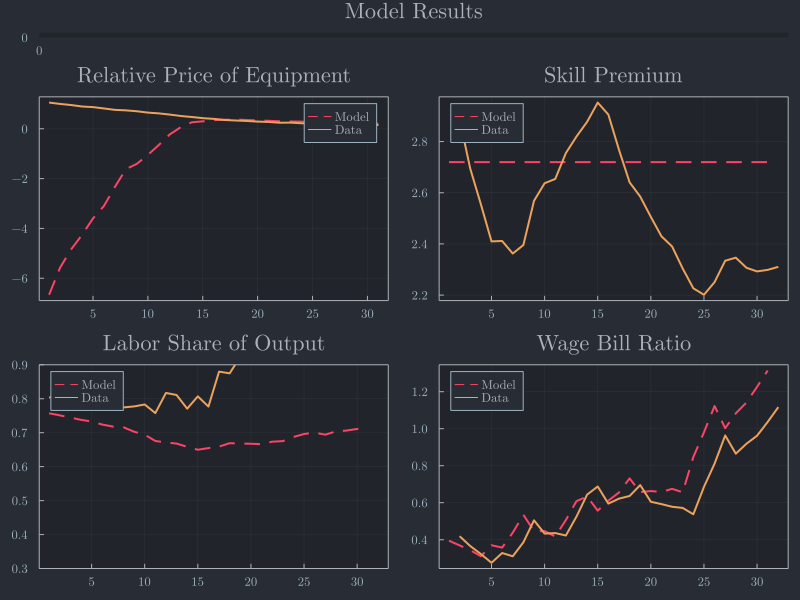 Model Results
0
0
Relative Price of Equipment
Model
Data
0
−2
−4
−6
5 10 15 20 25 30
Skill Premium
Model
Data
2.8
2.6
2.4
2.2
5 10 15 20 25 30
Labor Share of Output
Model
Data
0.9
0.8
0.7
0.6
0.5
0.4
0.3
5 10 15 20 25 30
Wage Bill Ratio
Model
Data
1.2
1.0
0.8
0.6
0.4
5 10 15 20 25 30